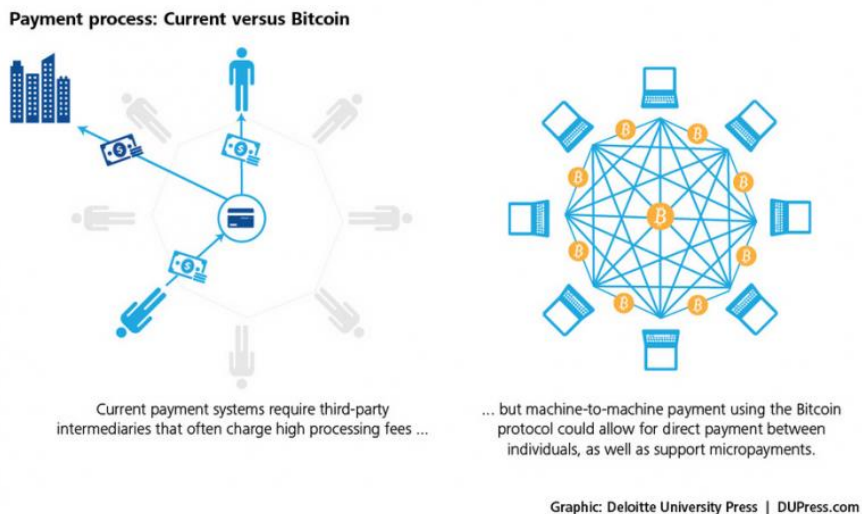 Payment process: Current versus Bitcoin
Current payment systems require third-party
intermediaries that often charge high processing fees ...
... but machine-to-machine payment using the Bitcoin
protocol could allow for direct payment between
individuals, as well as support micropayments.
Graphic: Deloitte University Press | DUPress.com